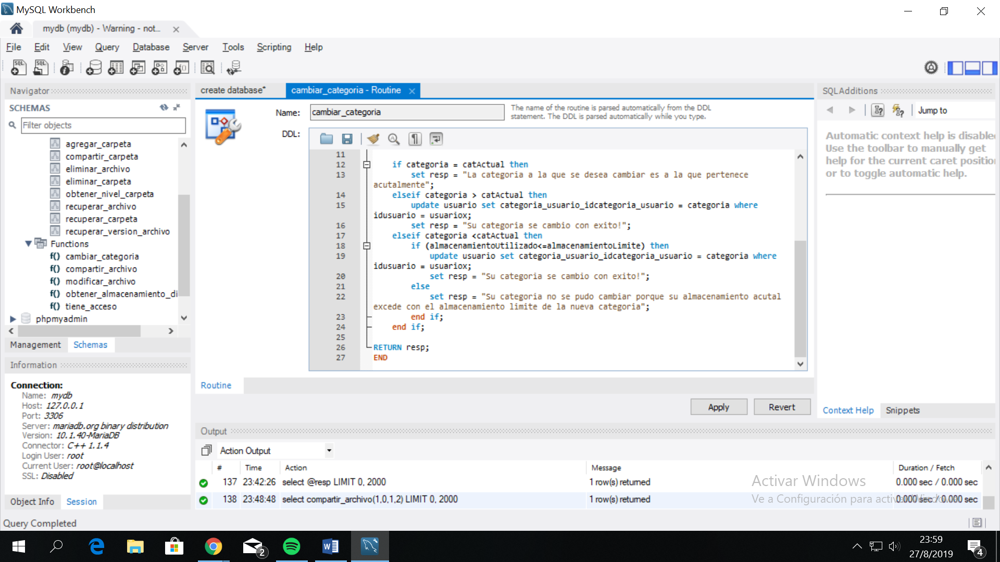 MySQL Workbench
mydb (mydb) - Warning - not...
File Edit View Query Database Server Tools Scripting Help
Navigator
SCHEMAS
Filter objects
agregar_carpeta
compartir_carpeta
eliminar_archivo
eliminar_carpeta
obtener_nivel_carpeta
recuperar_archivo
recuperar_carpeta
recuperar_version_archivo
Functions
f() cambiar_categoria
f() compartir_archivo
f() modificar_archivo
f() obtener_almacenamiento_di
f() tiene_acceso
phpmyadmin
Management Schemas
Information
Connection:
Name: mydb
Host: 127.0.0.1
Port: 3306
Server: mariadb.org binary distribution
Version: 10.1.40-MariaDB
Connector: C++ 1.1.4
Login User: root
Current User: root@localhost
SSL: Disabled
Object Info Session
Query Completed
create database* cambiar_categoria - Routine
Name: cambiar_categoria
The name of the routine is parsed automatically from the DDL
statement. The DDL is parsed automatically while you type.
DDL:
11
12 if categoria = catActual then
13 set resp = "La categoria a la que se desea cambiar es a la que pertenece
acutalmente";
14 elseif categoria > catActual then
15 update usuario set categoria_usuario_idcategoria_usuario = categoria where
idusuario = usuariox;
16 set resp = "Su categoria se cambio con exito!";
17 elseif categoria <catActual then
18 if (almacenamientoUtilizado<=almacenamientoLimite) then
19 update usuario set categoria_usuario_idcategoria_usuario = categoria where
idusuario = usuariox;
20 set resp = "Su categoria se cambio con exito!";
21 else
22 set resp = "Su categoria no se pudo cambiar porque su almacenamiento acutal
excede con el almacenamiento limite de la nueva categoria";
23 end if;
24 end if;
25
26 RETURN resp;
27 END
Routine
Apply Revert
SQLAdditions
Jump to
Automatic context help is disable
Use the toolbar to manually get
help for the current caret position
or to toggle automatic help.
Context Help Snippets
Output
Action Output
# Time Action Message Duration / Fetch
137 23:42:26 select @resp LIMIT 0, 2000 1 row(s) returned 0.000 sec / 0.000 sec
138 23:48:48 select compartir_archivo(1,0,1,2) LIMIT 0, 2000 1 row(s) returned 0.000 sec / 0.000 sec
Activar Windows
Ve a Configuración para activar Windows.
2
23:59
27/8/2019
4